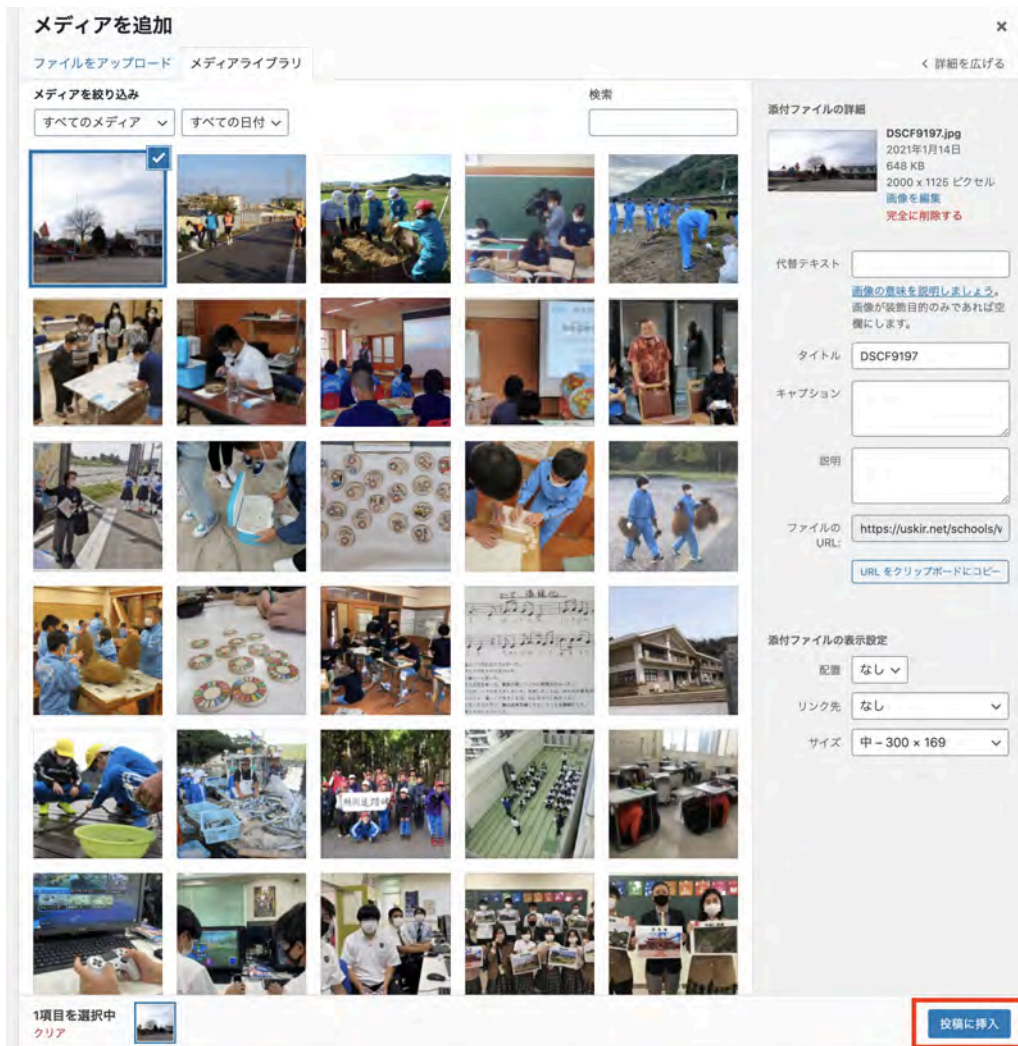 メディアを追加
ファイルをアップロード
メディアライブラリ
詳細を広げる
メディアを絞り込み
すべてのメディア
すべての日付
検索
添付ファイルの詳細
DSCF9197.jpg
2021年1月14日
648 KB
2000 x 1125 ピクセル
画像を編集
完全に削除する
代替テキスト
画像の意味を説明しましょう。
画像が装飾目的のみであれば空
欄にします。
タイトル
DSCF9197
キャプション
説明
ファイルの
URL:
https://uskir.net/schools/
URL をクリップボードにコピー
添付ファイルの表示設定
配置
なし
リンク先
なし
サイズ
中 – 300 × 169
1項目を選択中
クリア
投稿に挿入